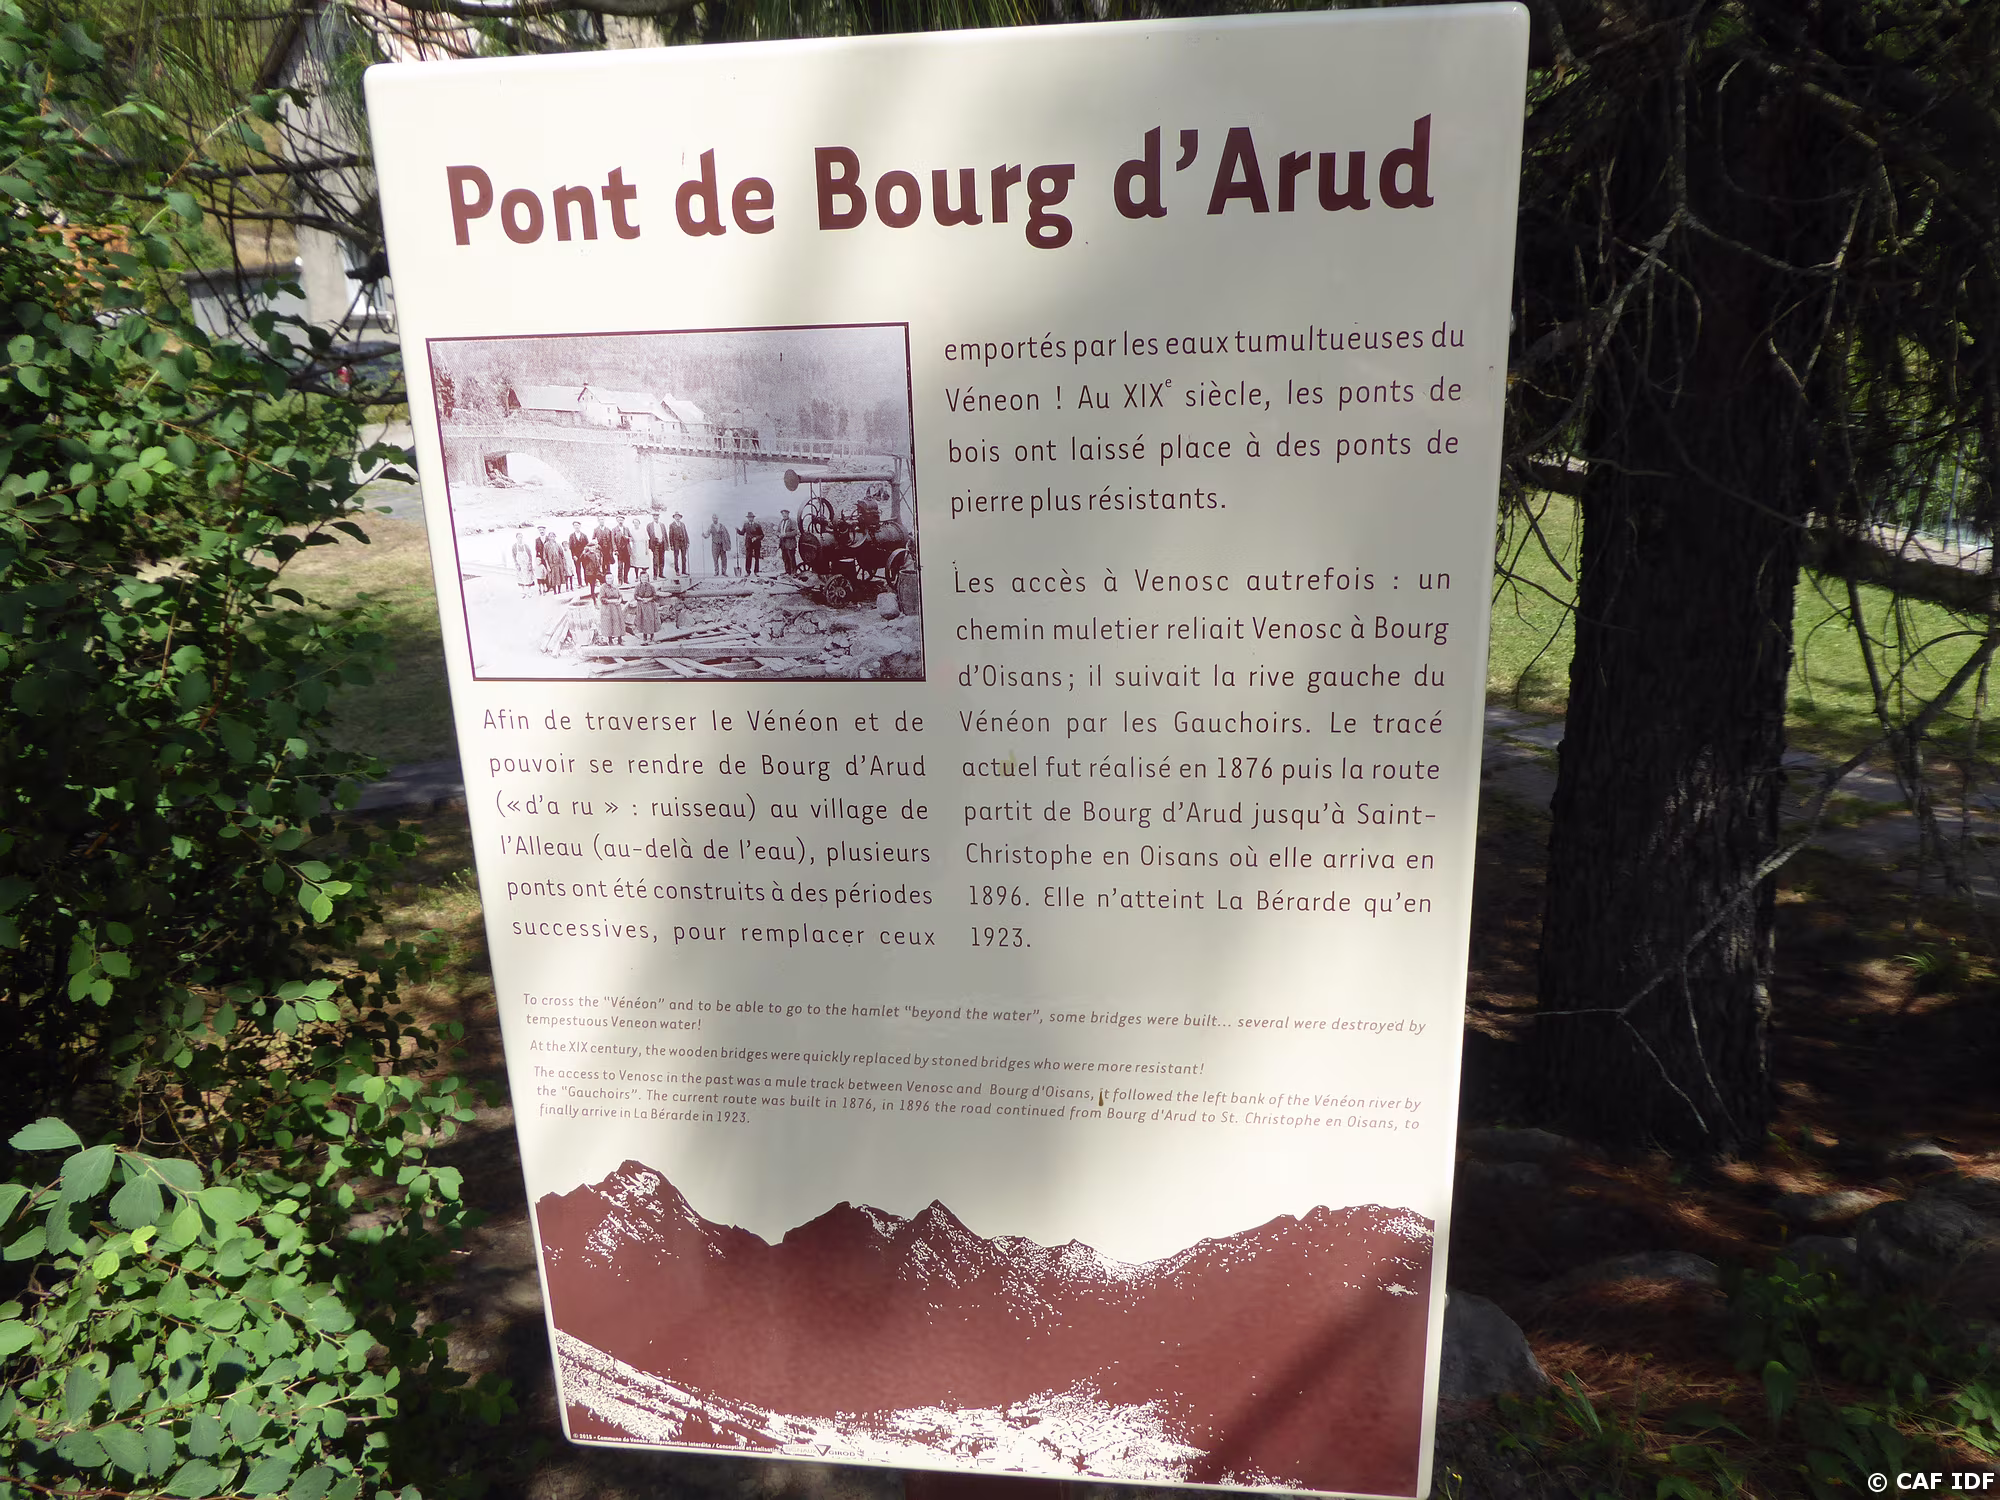 Pont de Bourg d'Arud
Afin de traverser le Vénéon et de
pouvoir se rendre de Bourg d'Arud
(« d'a ru » : ruisseau) au village de
l'Alleau (au-delà de l'eau), plusieurs
ponts ont été construits à des périodes
successives, pour remplacer ceux
emportés par les eaux tumultueuses du
Véneon ! Au XIXe siècle, les ponts de
bois ont laissé place à des ponts de
pierre plus résistants.
Les accès à Venosc autrefois : un
chemin muletier reliait Venosc à Bourg
d'Oisans; il suivait la rive gauche du
Vénéon par les Gauchoirs. Le tracé
actuel fut réalisé en 1876 puis la route
partit de Bourg d'Arud jusqu'à Saint-
Christophe en Oisans où elle arriva en
1896. Elle n'atteint La Bérarde qu'en
1923.
To cross the "Vénéon" and to be able to go to the hamlet "beyond the water", some bridges were built... several were destroyed by
tempestuous Veneon water!
At the XIX century, the wooden bridges were quickly replaced by stoned bridges who were more resistant!
The access to Venosc in the past was a mule track between Venosc and Bourg d'Oisans, it followed the left bank of the Vénéon river by
the "Gauchoirs". The current route was built in 1876, in 1896 the road continued from Bourg d'Arud to St. Christophe en Oisans, to
finally arrive in La Bérarde in 1923.
© 2015 - Commune de Venosc / Reproduction interdite / Conception et réalisation
GIROD
© CAF IDF